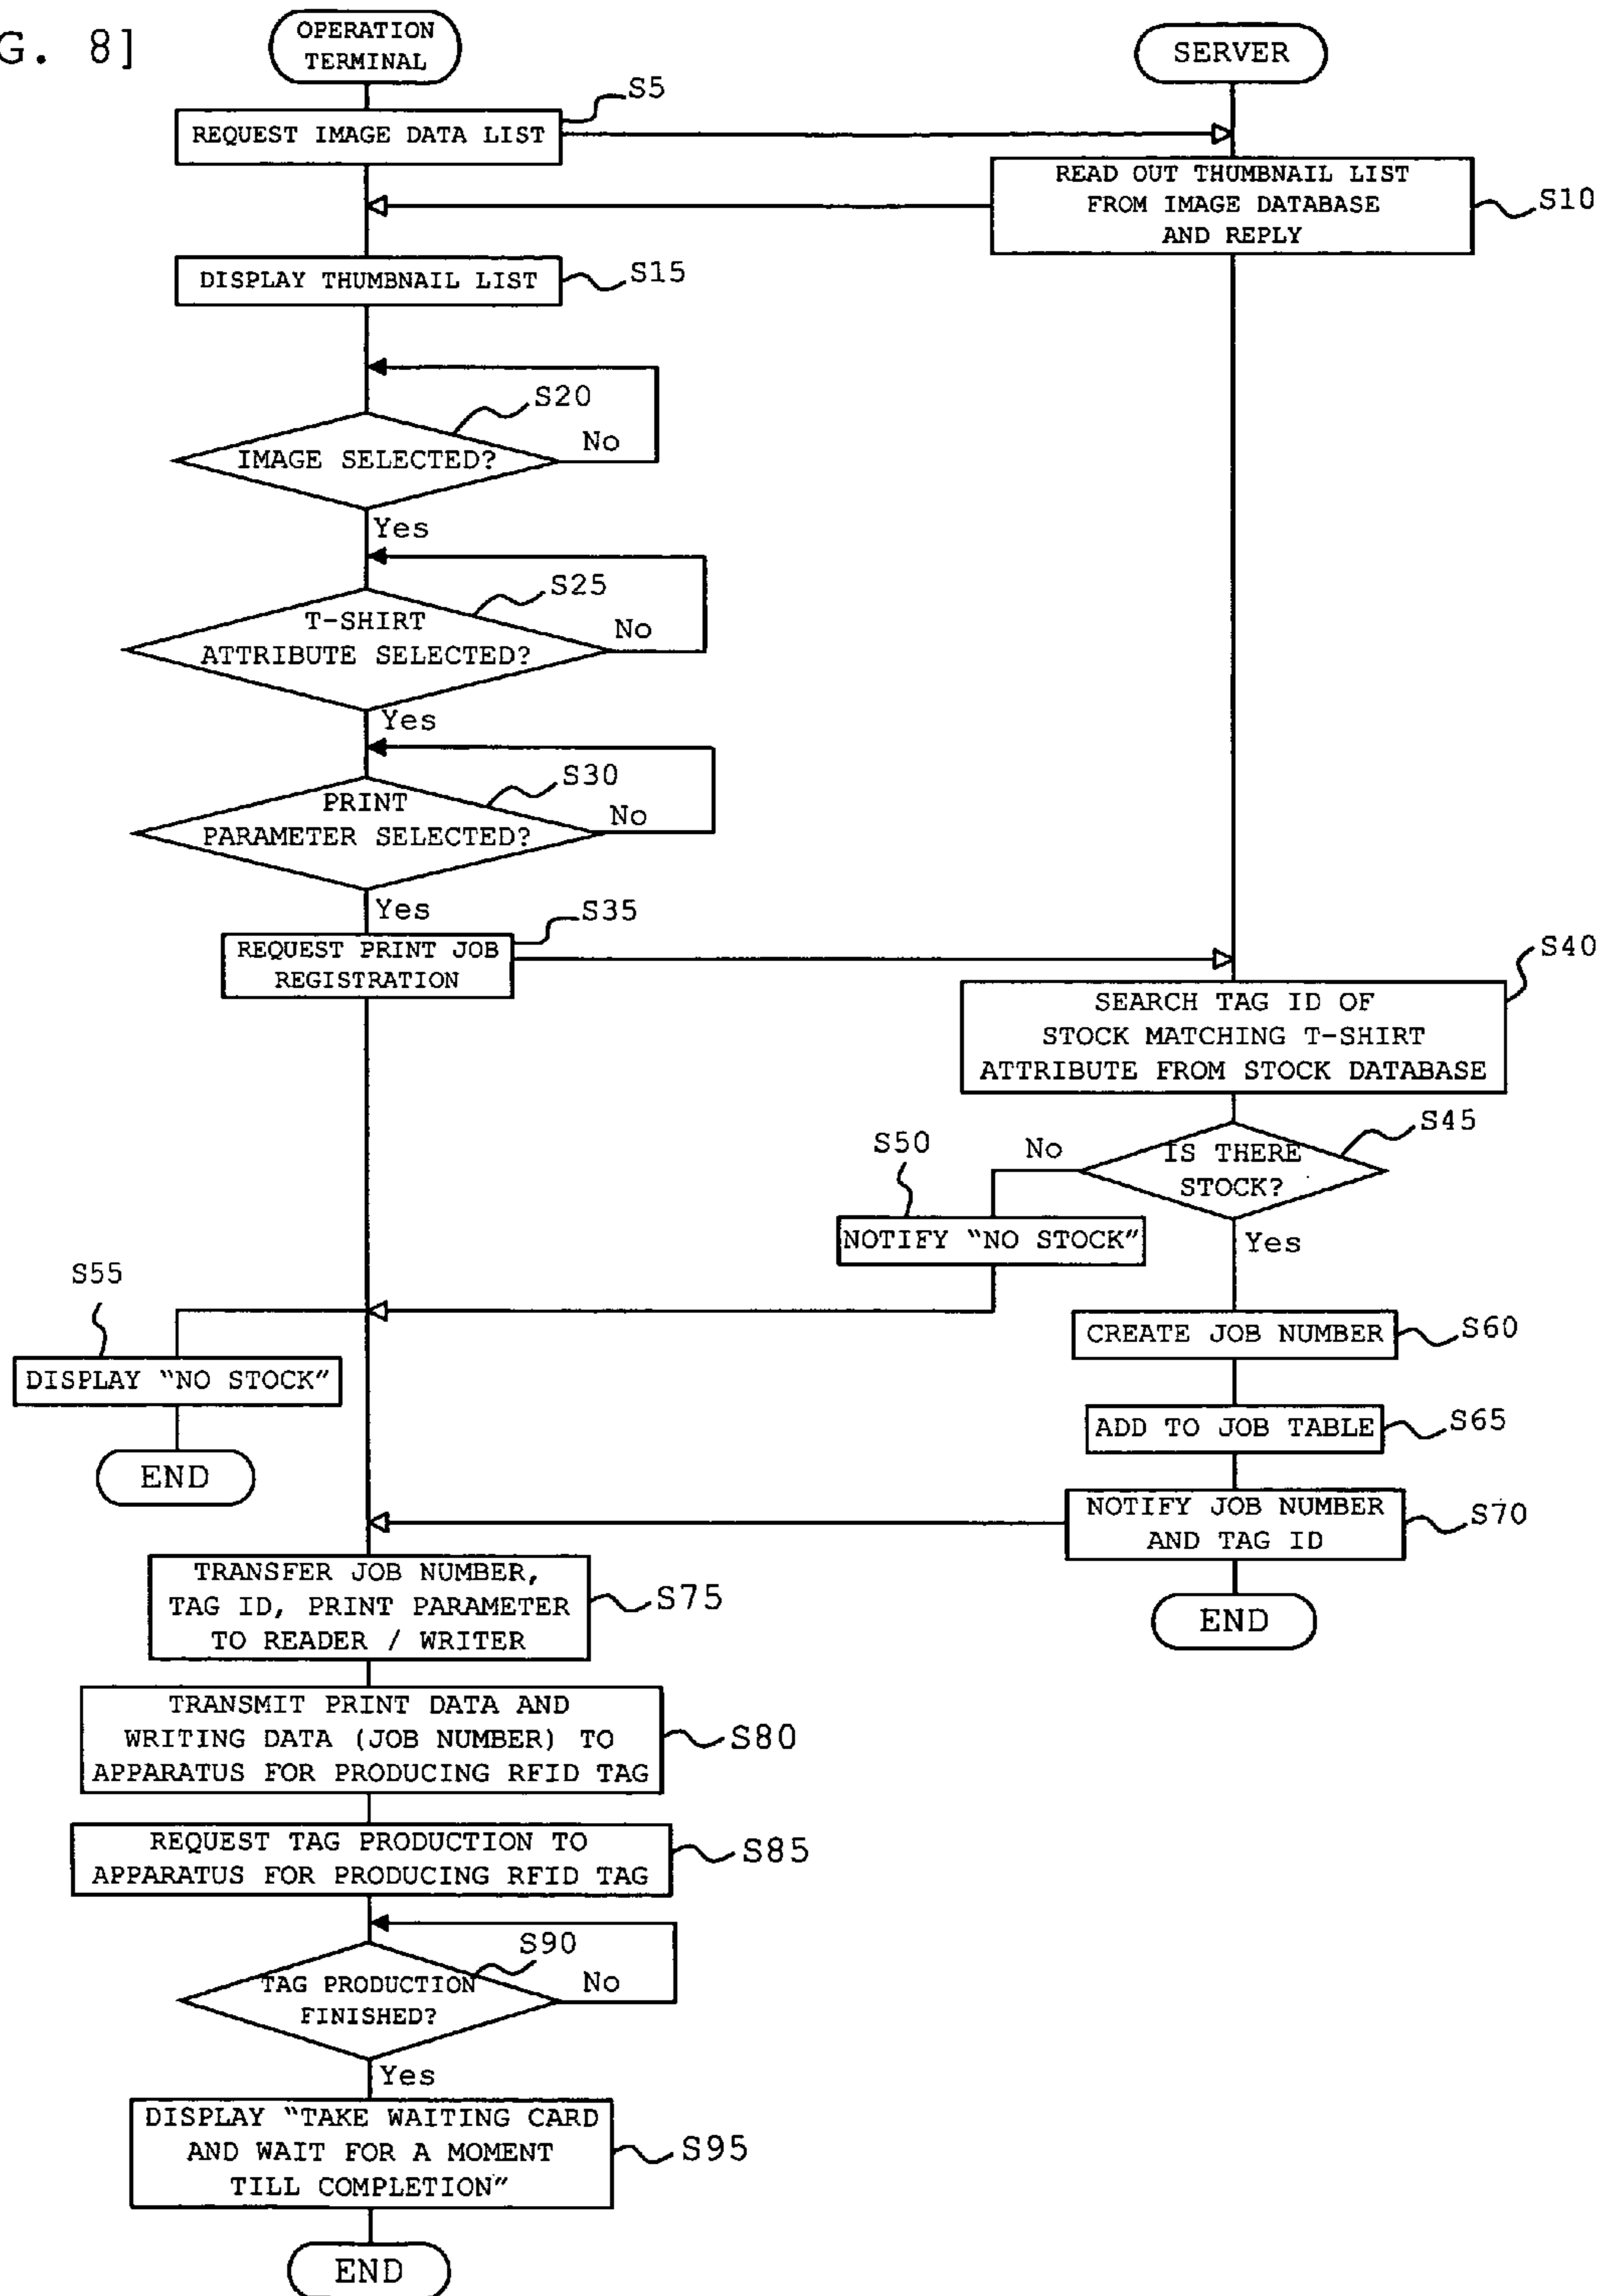 G. 8]
OPERATION
TERMINAL
SERVER
S5
REQUEST IMAGE DATA LIST
READ OUT THUMBNAIL LIST
FROM IMAGE DATABASE
AND REPLY
S10
DISPLAY THUMBNAIL LIST
S15
S20
No
IMAGE SELECTED?
Yes
S25
T-SHIRT
ATTRIBUTE SELECTED?
No
Yes
S30
PRINT
PARAMETER SELECTED?
No
Yes
S35
REQUEST PRINT JOB
REGISTRATION
S40
SEARCH TAG ID OF
STOCK MATCHING T-SHIRT
ATTRIBUTE FROM STOCK DATABASE
S45
IS THERE
STOCK?
No
Yes
S50
NOTIFY “NO STOCK”
S55
DISPLAY “NO STOCK”
END
CREATE JOB NUMBER
S60
ADD TO JOB TABLE
S65
NOTIFY JOB NUMBER
AND TAG ID
S70
END
TRANSFER JOB NUMBER,
TAG ID, PRINT PARAMETER
TO READER / WRITER
S75
TRANSMIT PRINT DATA AND
WRITING DATA (JOB NUMBER) TO
APPARATUS FOR PRODUCING RFID TAG
S80
REQUEST TAG PRODUCTION TO
APPARATUS FOR PRODUCING RFID TAG
S85
S90
TAG PRODUCTION
FINISHED?
No
Yes
DISPLAY “TAKE WAITING CARD
AND WAIT FOR A MOMENT
TILL COMPLETION”
S95
END